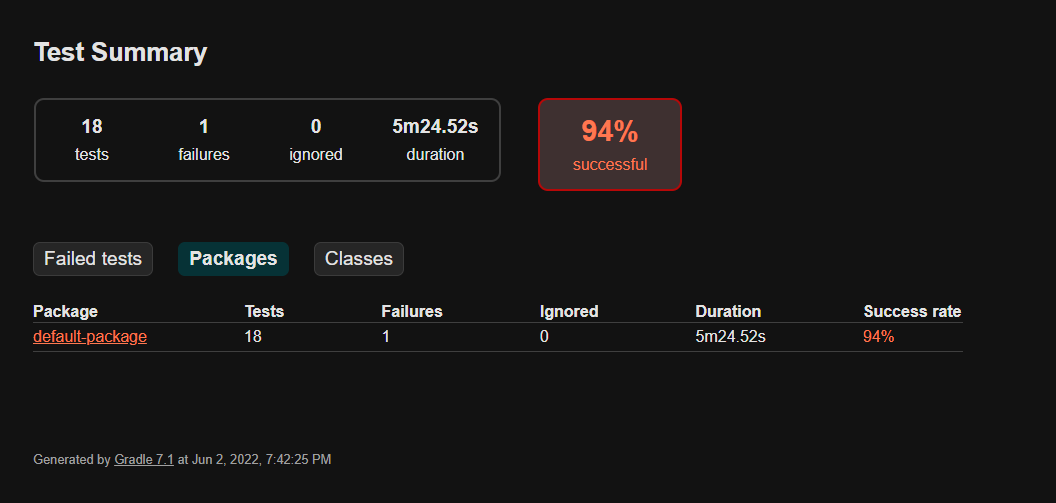 Test Summary
18 1 0 5m24.52s
tests failures ignored duration
94%
successful
Failed tests Packages Classes
Package Tests Failures Ignored Duration Success rate
default-package 18 1 0 5m24.52s 94%
Generated by Gradle 7.1 at Jun 2, 2022, 7:42:25 PM